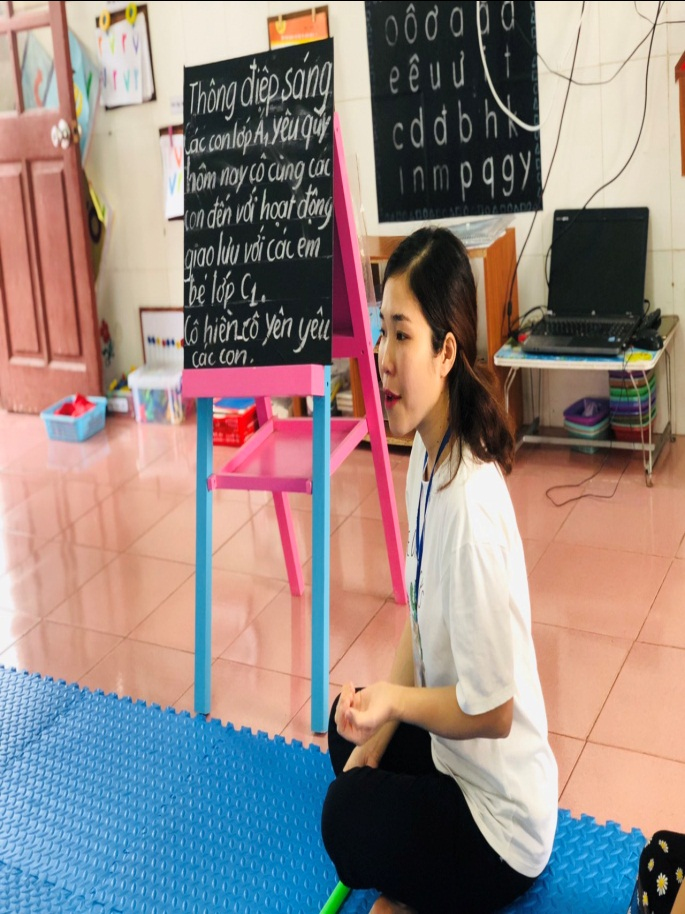 Thông điệp sáng
Các con lớp A1 yêu quý
hôm nay cô cùng các
con đến với hoạt động
giao lưu với các em
bé lớp C1.
Cô hiền cô yên yêu
các con.
ô ơ a
e ê u ư t
c d đ b h k
i n m p q g y